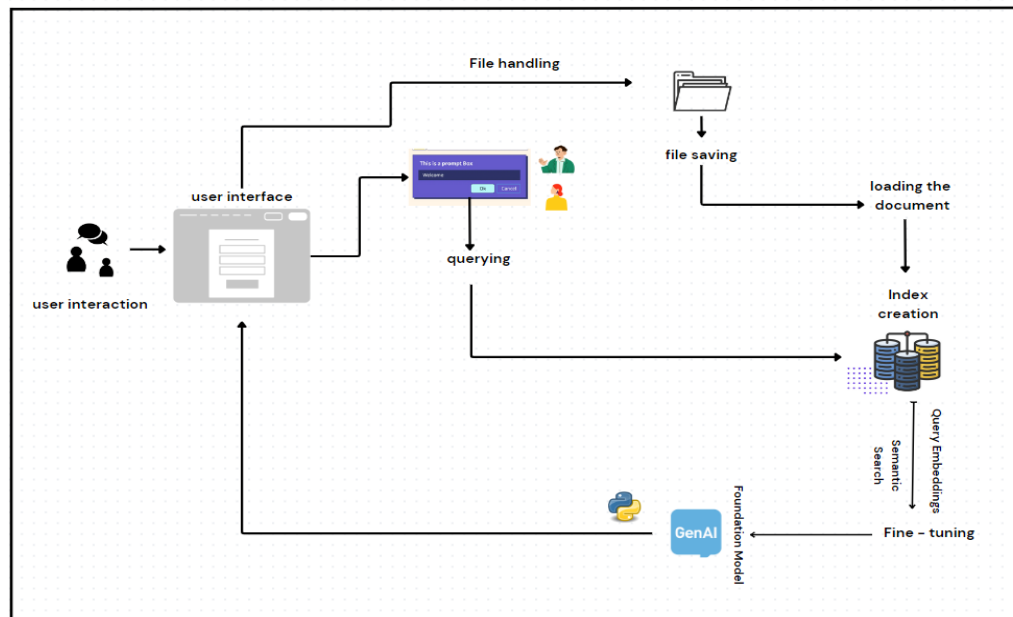 File handling
file saving
This is a prompt Box
Welcome
Ok
Cancel
user interface
loading the
document
querying
user interaction
Index
creation
Query Embeddings
Semantic
Search
Foundation Model
GenAI
Fine - tuning